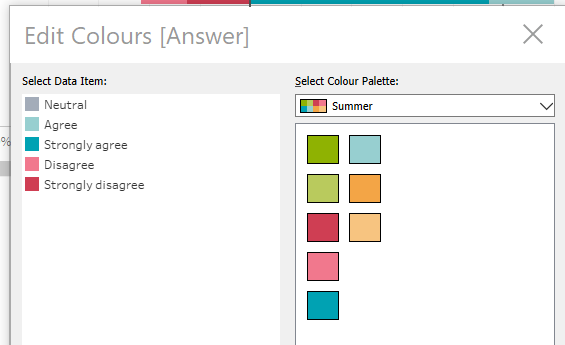 Edit Colours [Answer]
Select Data Item:
Neutral
Agree
Strongly agree
Disagree
Strongly disagree
Select Colour Palette:
Summer
%